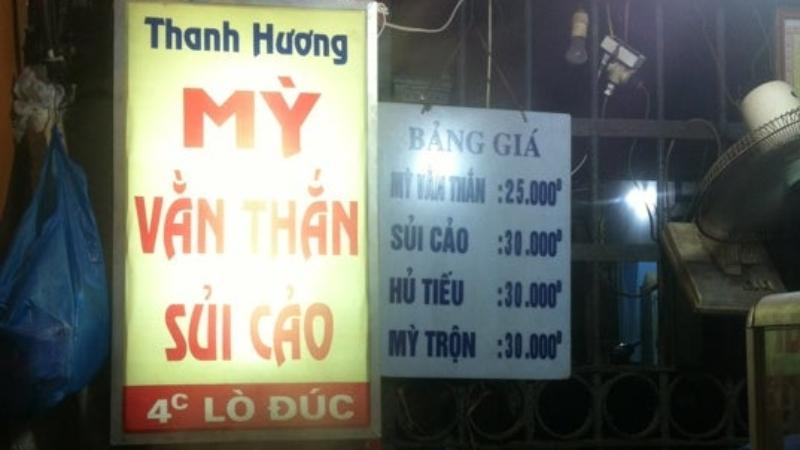 Thanh Hương
MỲ
VẰN THẮN
SỦI CẢO
4C LÒ ĐÚC
BẢNG GIÁ
MỲ VẰN THẮN : 25.000đ
SỦI CẢO : 30.000đ
HỦ TIẾU : 30.000đ
MỲ TRỘN : 30.000đ